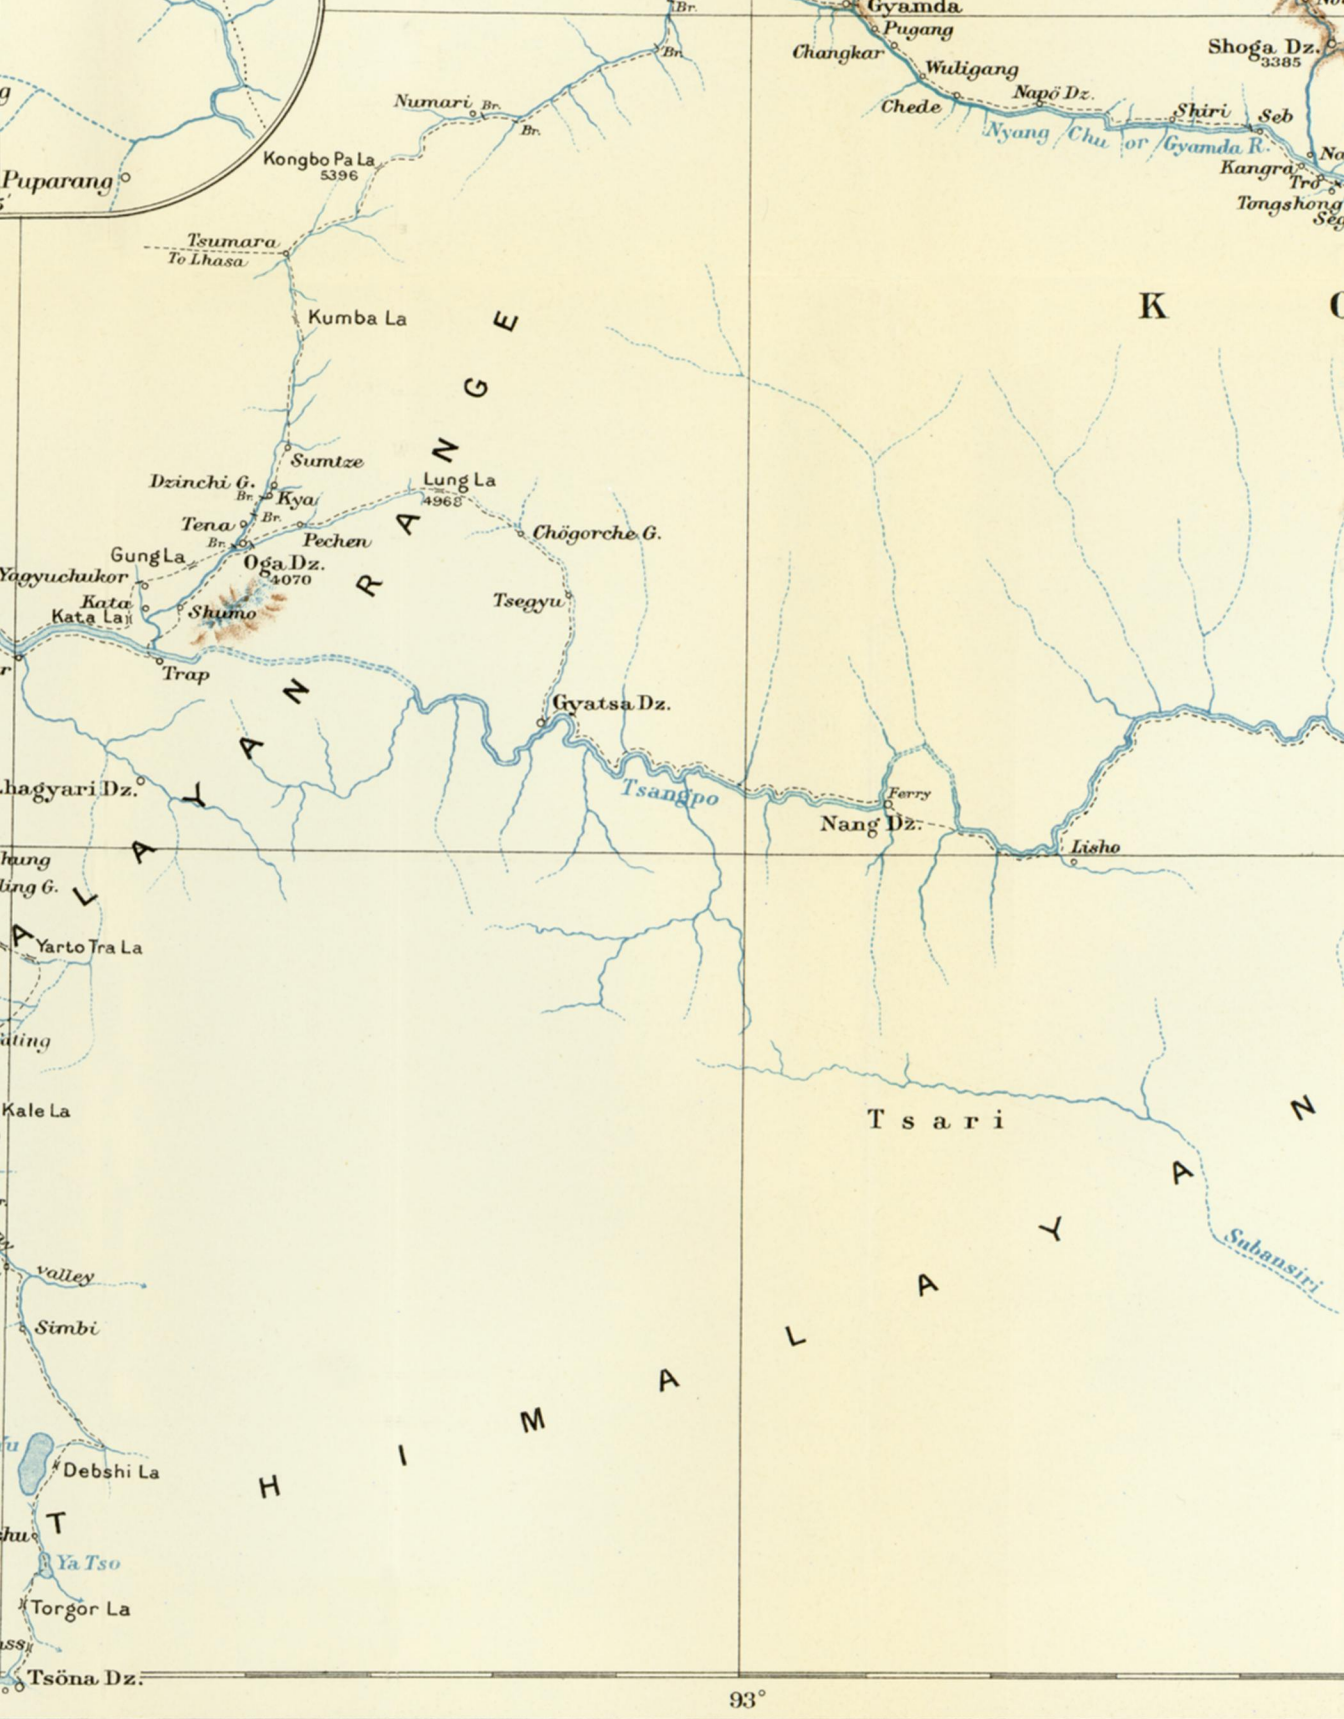 Br.
Gyamda
Pugang
Changkar
Br.
Shoga Dz.
3385
Wuligang
Numari
Br.
Br.
Chede
Napö Dz.
Shiri
Seb
Nyang Chu or Gyamda R.
Kongbo Pa La
5396
Kangra
Puparang
Tro
Tongshong
Tsumara
To Lhasa
K
Kumba La
E
G
N
A
R
Sumtze
Dzinchi G.
Br.
Kya
Lung La
4968
Br.
Tena
Br.
Pechen
Chögorche G.
Gung La
Oga Dz.
4070
Yagyuchukor
Kata
Kata La
Shumo
Tsegyu
Trap
N
A
Y
A
L
A
Gyatsa Dz.
Tsangpo
Ferry
Nang Dz.
Lisho
Yarto Tra La
Kale La
Tsari
N
A
Y
A
L
A
M
I
H
T
Subansiri
valley
Simbi
Debshi La
Ya Tso
Torgor La
Tsöna Dz.
93°